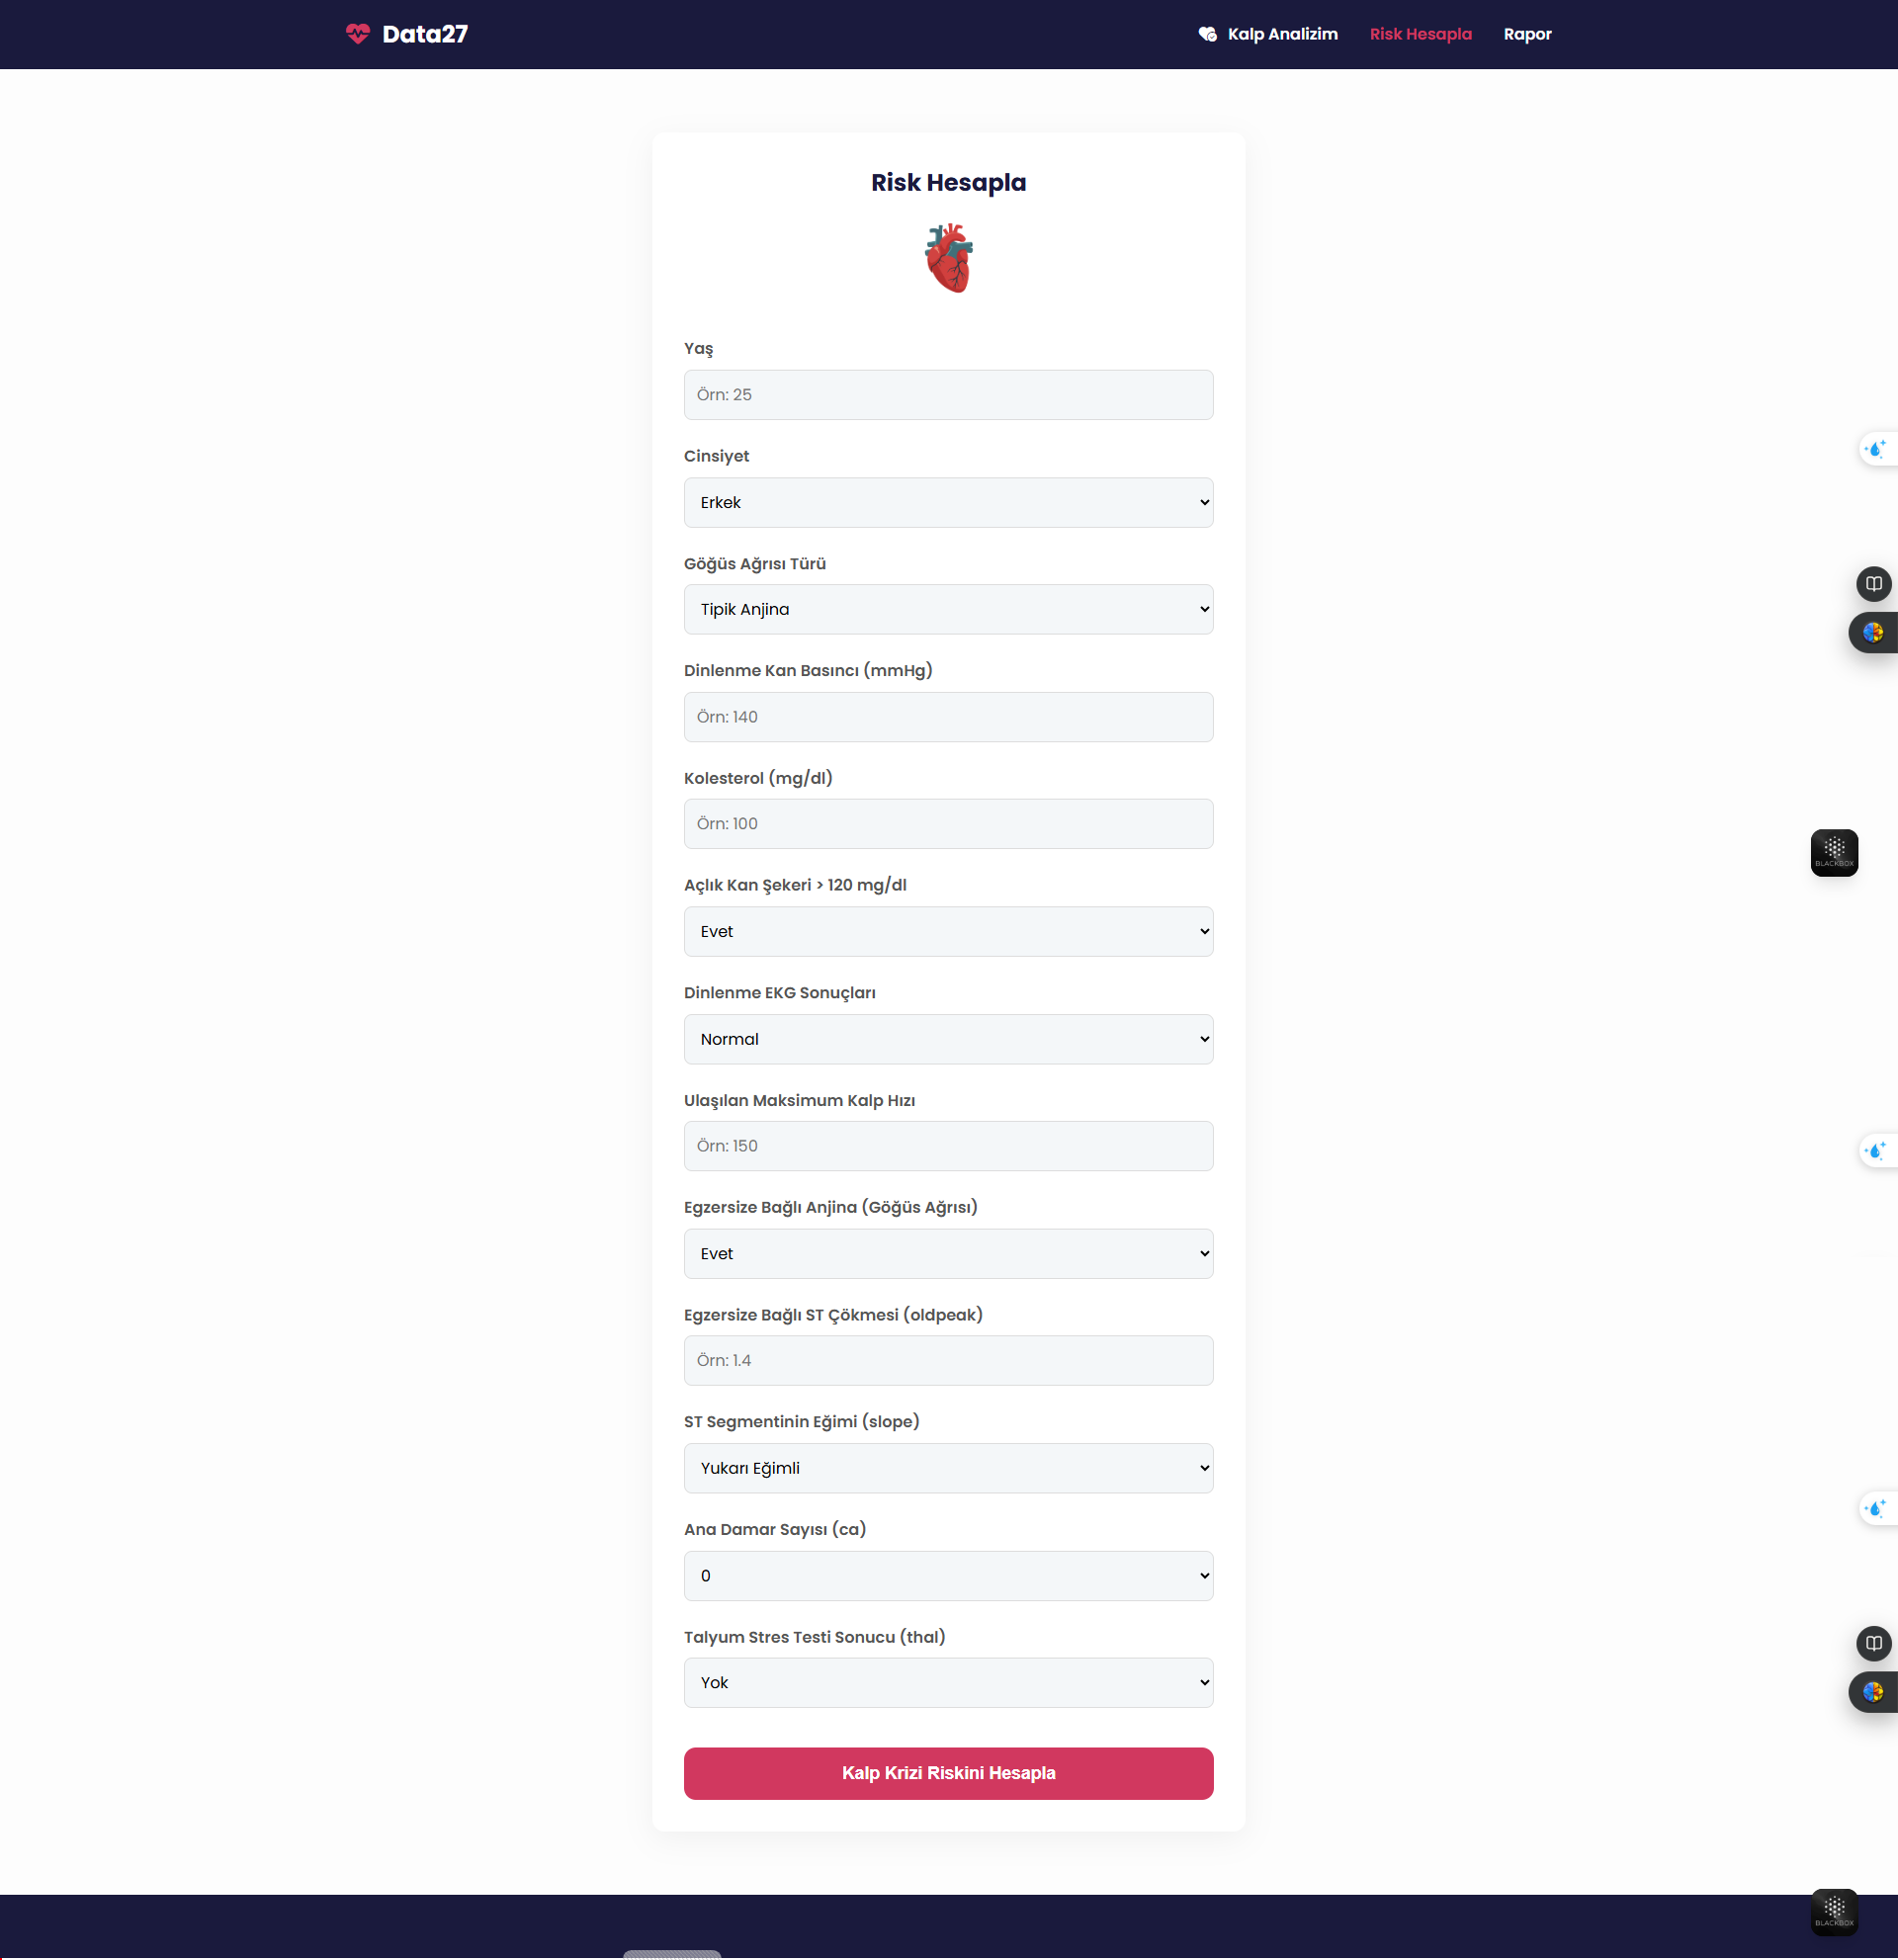 Data27
Kalp Analizim
Risk Hesapla
Rapor
Risk Hesapla
Yaş
Örn: 25
Cinsiyet
Erkek
Göğüs Ağrısı Türü
Tipik Anjina
Dinlenme Kan Basıncı (mmHg)
Örn: 140
Kolesterol (mg/dl)
Örn: 100
Açlık Kan Şekeri > 120 mg/dl
Evet
Dinlenme EKG Sonuçları
Normal
Ulaşılan Maksimum Kalp Hızı
Örn: 150
Egzersize Bağlı Anjina (Göğüs Ağrısı)
Evet
Egzersize Bağlı ST Çökmesi (oldpeak)
Örn: 1.4
ST Segmentinin Eğimi (slope)
Yukarı Eğimli
Ana Damar Sayısı (ca)
0
Talyum Stres Testi Sonucu (thal)
Yok
Kalp Krizi Riskini Hesapla
BLACKBOX
BLACKBOX